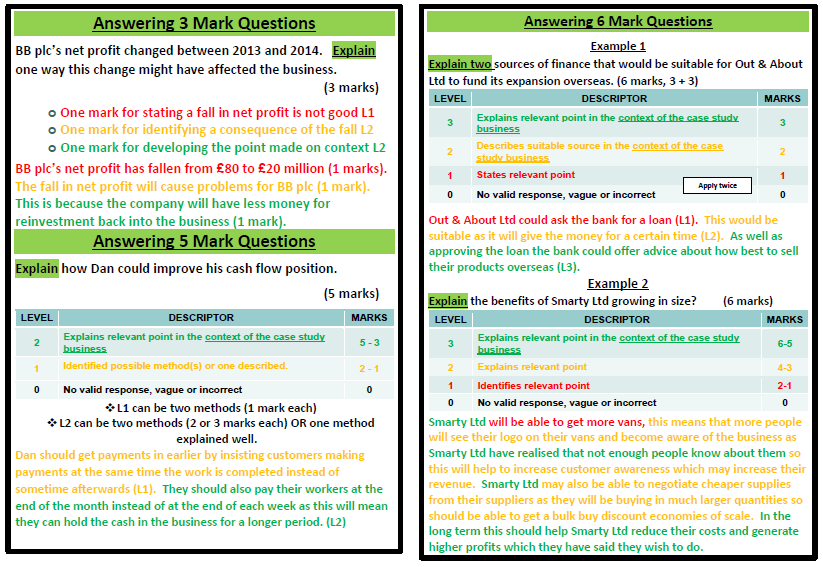 Answering 3 Mark Questions
BB plc's net profit changed between 2013 and 2014. Explain
one way this change might have affected the business.
(3 marks)
o One mark for stating a fall in net profit is not good L1
o One mark for identifying a consequence of the fall L2
o One mark for developing the point made on context L2
BB plc's net profit has fallen from £80 to £20 million (1 marks).
The fall in net profit will cause problems for BB plc (1 mark).
This is because the company will have less money for
reinvestment back into the business (1 mark).
Answering 5 Mark Questions
Explain how Dan could improve his cash flow position.
(5 marks)
LEVEL DESCRIPTOR MARKS
2 Explains relevant point in the context of the case study
business 5 - 3
1 Identified possible method(s) or one described. 2 - 1
0 No valid response, vague or incorrect 0
❖ L1 can be two methods (1 mark each)
❖ L2 can be two methods (2 or 3 marks each) OR one method
explained well.
Dan should get payments in earlier by insisting customers making
payments at the same time the work is completed instead of
sometime afterwards (L1). They should also pay their workers at the
end of the month instead of at the end of each week as this will mean
they can hold the cash in the business for a longer period. (L2)
Answering 6 Mark Questions
Example 1
Explain two sources of finance that would be suitable for Out & About
Ltd to fund its expansion overseas. (6 marks, 3 + 3)
LEVEL DESCRIPTOR MARKS
3 Explains relevant point in the context of the case study
business 3
2 Describes suitable source in the context of the case
study business 2
1 States relevant point 1
Apply twice
0 No valid response, vague or incorrect 0
Out & About Ltd could ask the bank for a loan (L1). This would be
suitable as it will give the money for a certain time (L2). As well as
approving the loan the bank could offer advice about how best to sell
their products overseas (L3).
Example 2
Explain the benefits of Smarty Ltd growing in size? (6 marks)
LEVEL DESCRIPTOR MARKS
3 Explains relevant point in the context of the case study
business 6-5
2 Explains relevant point 4-3
1 Identifies relevant point 2-1
0 No valid response, vague or incorrect 0
Smarty Ltd will be able to get more vans, this means that more people
will see their logo on their vans and become aware of the business as
Smarty Ltd have realised that not enough people know about them so
this will help to increase customer awareness which may increase their
revenue. Smarty Ltd may also be able to negotiate cheaper supplies
from their suppliers as they will be buying in much larger quantities so
should be able to get a bulk buy discount economies of scale. In the
long term this should help Smarty Ltd reduce their costs and generate
higher profits which they have said they wish to do.